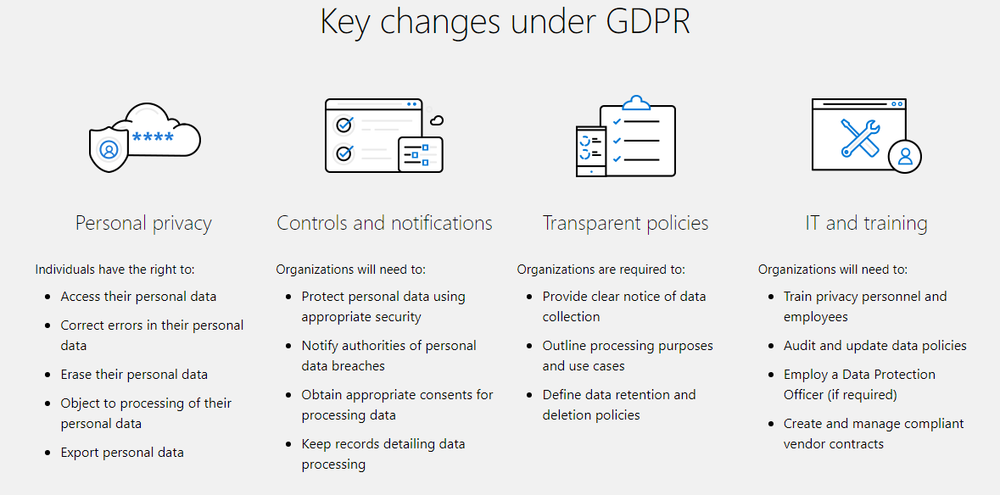 Key changes under GDPR
****
Personal privacy
Individuals have the right to:
• Access their personal data
• Correct errors in their personal
data
• Erase their personal data
• Object to processing of their
personal data
• Export personal data
Controls and notifications
Organizations will need to:
• Protect personal data using
appropriate security
• Notify authorities of personal
data breaches
• Obtain appropriate consents for
processing data
• Keep records detailing data
processing
Transparent policies
Organizations are required to:
• Provide clear notice of data
collection
• Outline processing purposes
and use cases
• Define data retention and
deletion policies
IT and training
Organizations will need to:
• Train privacy personnel and
employees
• Audit and update data policies
• Employ a Data Protection
Officer (if required)
• Create and manage compliant
vendor contracts